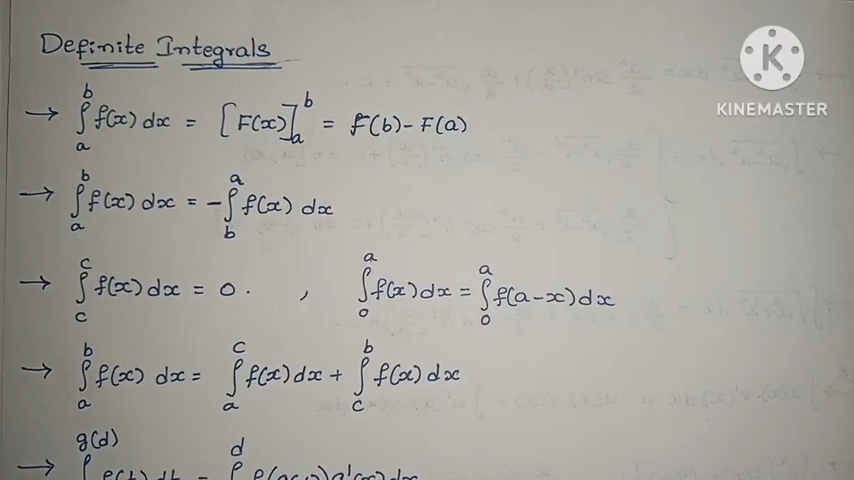 Definite Integrals
KINEMASTER
→ ∫_a^b f(x) dx = [F(x)]_a^b = F(b) - F(a)
→ ∫_a^b f(x) dx = - ∫_b^a f(x) dx
→ ∫_c^c f(x) dx = 0 . , ∫_0^a f(x) dx = ∫_0^a f(a-x) dx
→ ∫_a^b f(x) dx = ∫_a^c f(x) dx + ∫_c^b f(x) dx